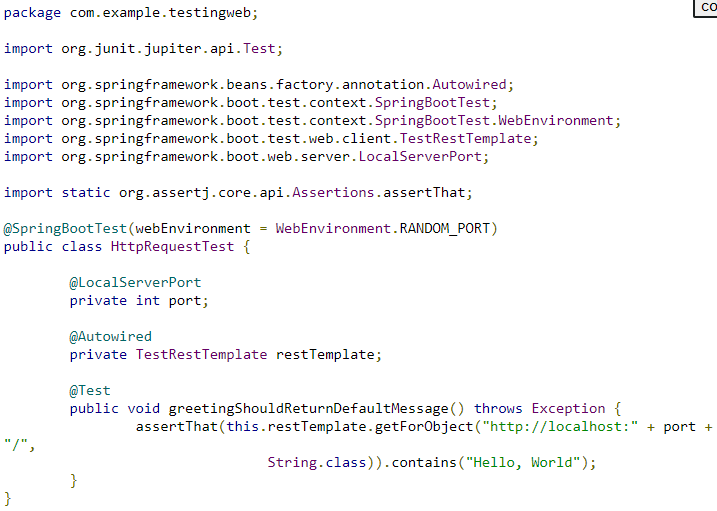 co
package com.example.testingweb;
import org.junit.jupiter.api.Test;
import org.springframework.beans.factory.annotation.Autowired;
import org.springframework.boot.test.context.SpringBootTest;
import org.springframework.boot.test.context.SpringBootTest.WebEnvironment;
import org.springframework.boot.test.web.client.TestRestTemplate;
import org.springframework.boot.web.server.LocalServerPort;
import static org.assertj.core.api.Assertions.assertThat;
@SpringBootTest(webEnvironment = WebEnvironment.RANDOM_PORT)
public class HttpRequestTest {
@LocalServerPort
private int port;
@Autowired
private TestRestTemplate restTemplate;
@Test
public void greetingShouldReturnDefaultMessage() throws Exception {
assertThat(this.restTemplate.getForObject("http://localhost:" + port +
"/",
String.class)).contains("Hello, World");
}
}